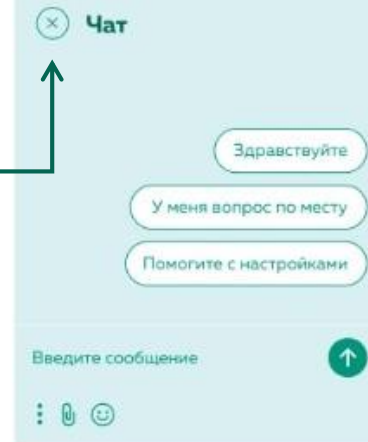 Чат
Здравствуйте
У меня вопрос по месту
Помогите с настройками
Введите сообщение